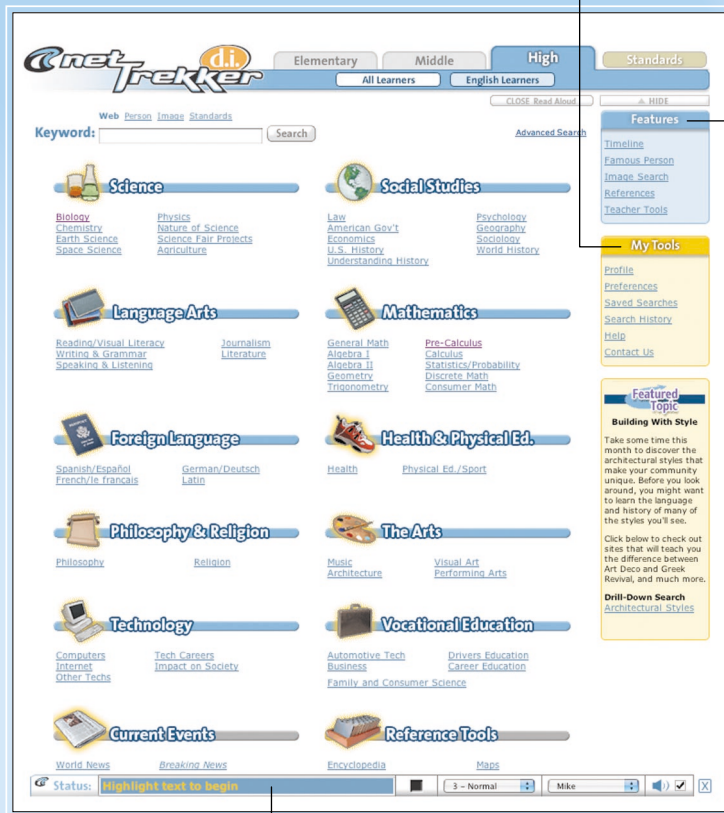 netTrekker d.i.
Elementary Middle High Standards
All Learners English Learners
CLOSE Read Aloud ▲ HIDE
Web Person Image Standards
Keyword: Search Advanced Search
Features
Timeline
Famous Person
Image Search
References
Teacher Tools
My Tools
Profile
Preferences
Saved Searches
Search History
Help
Contact Us
Featured Topic
Building With Style
Take some time this
month to discover the
architectural styles that
make your community
unique. Before you look
around, you might want
to learn the language
and history of many of
the styles you'll see.
Click below to check out
sites that will teach you
the difference between
Art Deco and Greek
Revival, and much more.
Drill-Down Search
Architectural Styles
Science
Biology Physics
Chemistry Nature of Science
Earth Science Science Fair Projects
Space Science Agriculture
Social Studies
Law Psychology
American Gov't Geography
Economics Sociology
U.S. History World History
Understanding History
Language Arts
Reading/Visual Literacy Journalism
Writing & Grammar Literature
Speaking & Listening
Mathematics
General Math Pre-Calculus
Algebra I Calculus
Algebra II Statistics/Probability
Geometry Discrete Math
Trigonometry Consumer Math
Foreign Language
Spanish/Español German/Deutsch
French/le francais Latin
Health & Physical Ed.
Health Physical Ed./Sport
Philosophy & Religion
Philosophy Religion
The Arts
Music Visual Art
Architecture Performing Arts
Technology
Computers Tech Careers
Internet Impact on Society
Other Techs
Vocational Education
Automotive Tech Drivers Education
Business Career Education
Family and Consumer Science
Current Events
World News Breaking News
Reference Tools
Encyclopedia Maps
Status: Highlight text to begin 3 - Normal Mike X